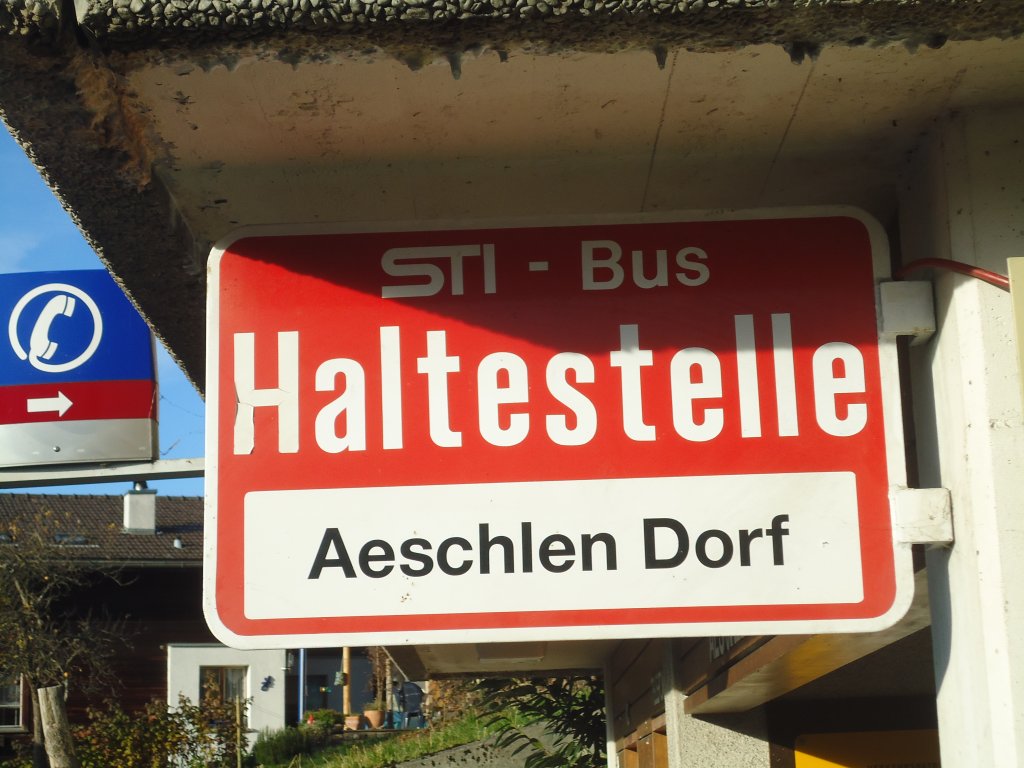 STI - Bus
Haltestelle
Aeschlen Dorf